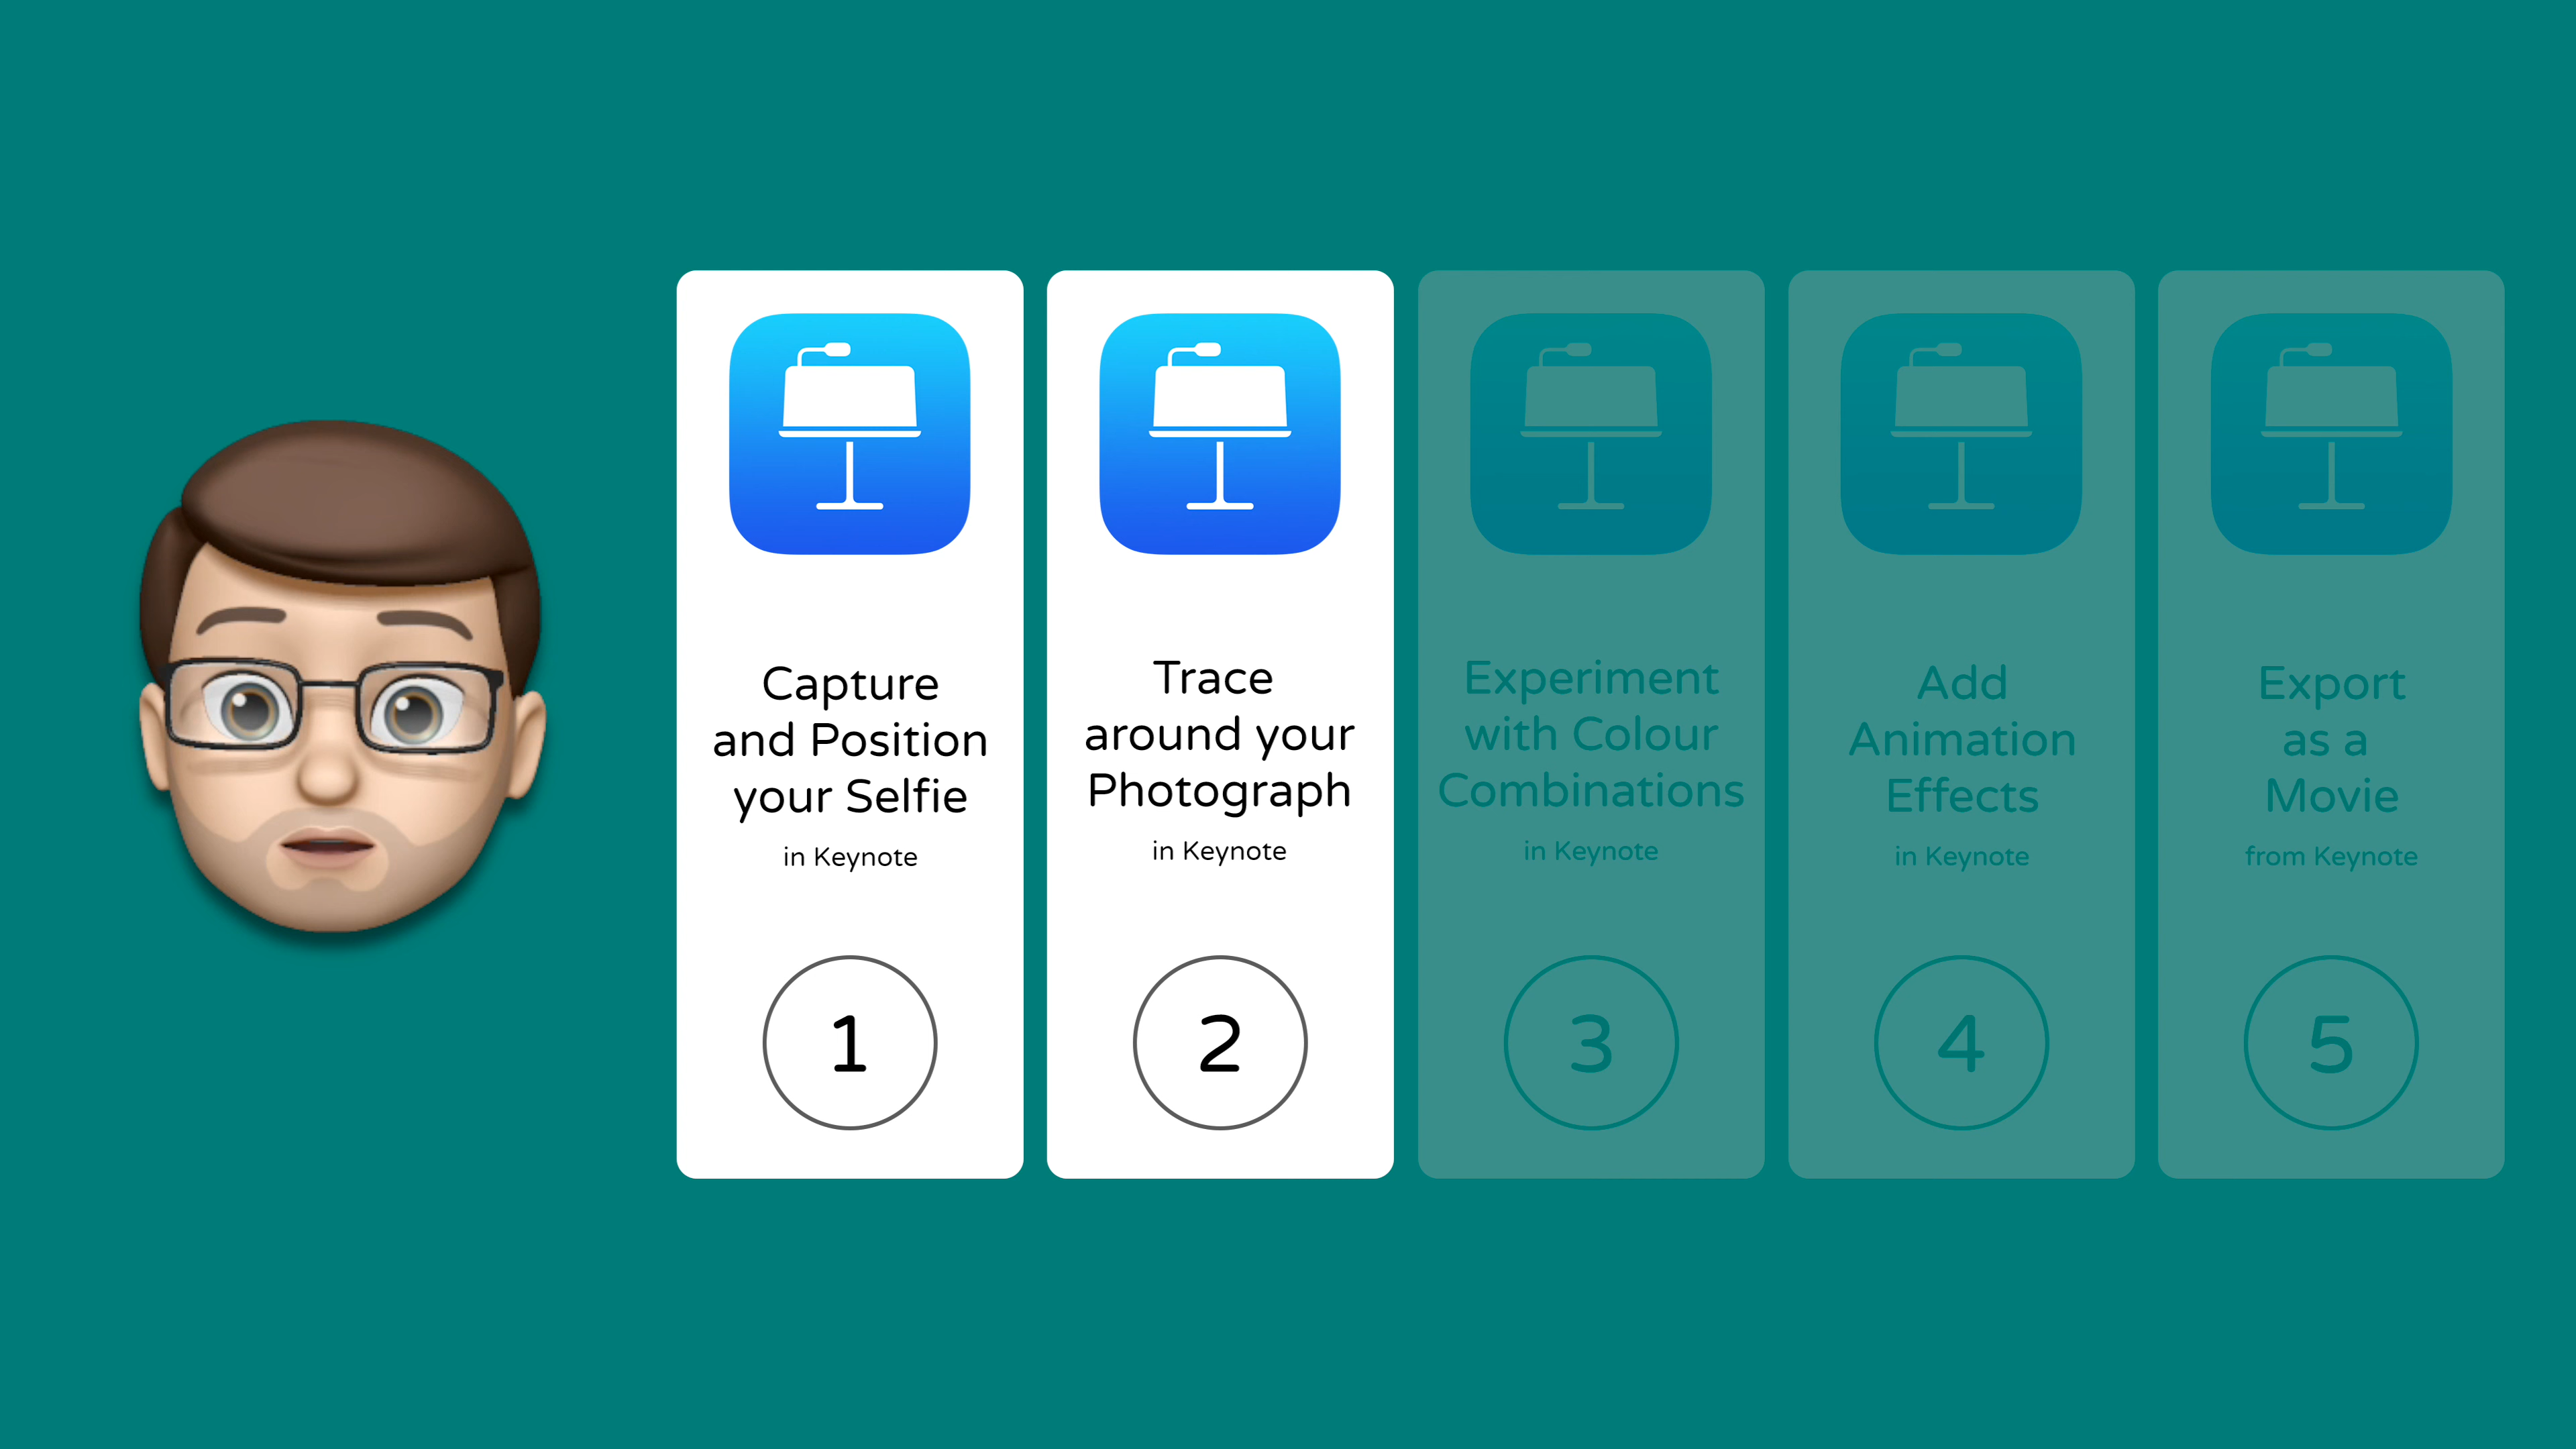 Capture
and Position
your Selfie
in Keynote
1
Trace
around your
Photograph
in Keynote
2
Experiment
with Colour
Combinations
in Keynote
3
Add
Animation
Effects
in Keynote
4
Export
as a
Movie
from Keynote
5